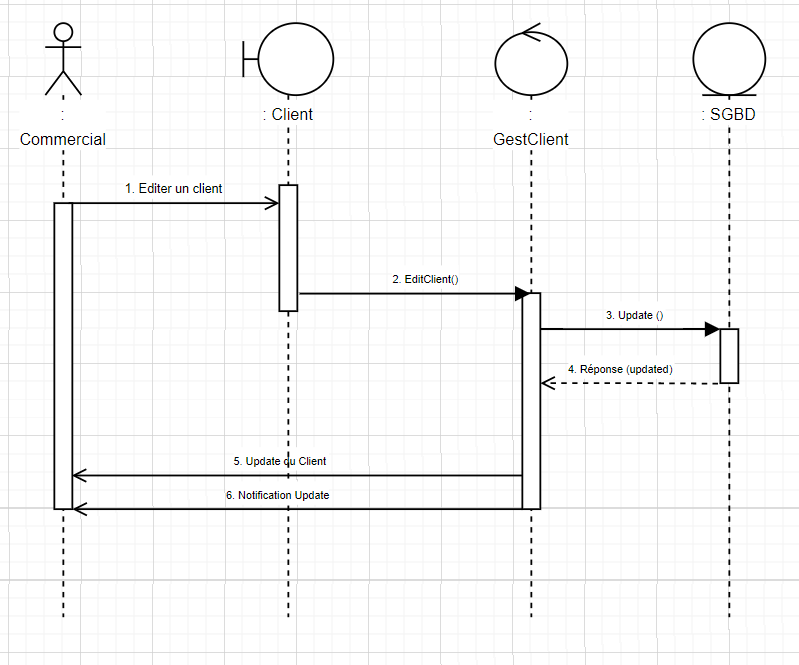 :
Commercial
: Client
:
GestClient
: SGBD
1. Editer un client
2. EditClient()
3. Update ()
4. Réponse (updated)
5. Update du Client
6. Notification Update